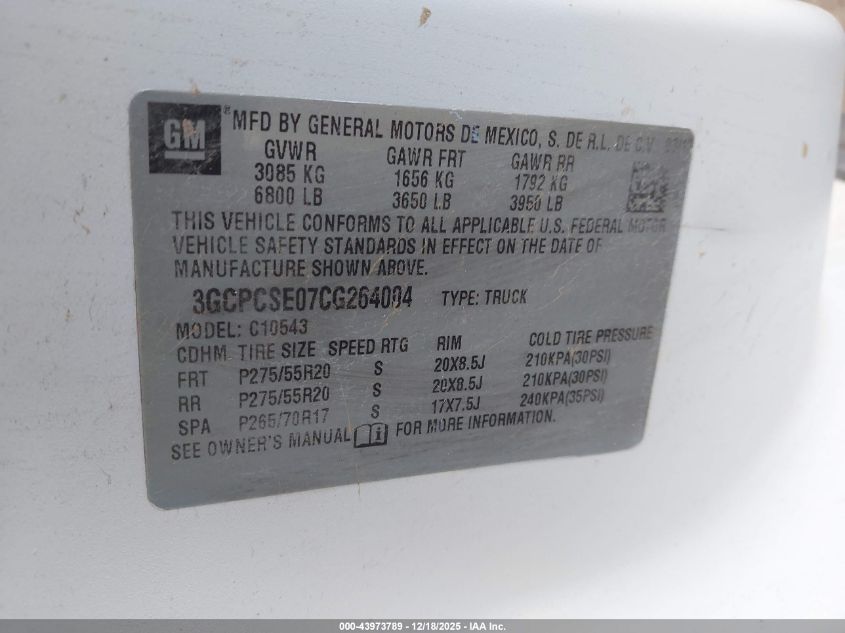 GM
® MFD BY GENERAL MOTORS DE MEXICO, S. DE R.L. DE C.V.
GVWR GAWR FRT GAWR RR
3085 KG 1656 KG 1792 KG
6800 LB 3650 LB 3950 LB
THIS VEHICLE CONFORMS TO ALL APPLICABLE U.S. FEDERAL MOTOR
VEHICLE SAFETY STANDARDS IN EFFECT ON THE DATE OF
MANUFACTURE SHOWN ABOVE.
3GCPCSE07CG264004 TYPE: TRUCK
MODEL: C10543
CDHM TIRE SIZE SPEED RTG RIM COLD TIRE PRESSURE
FRT P275/55R20 S 20X8.5J 210KPA(30PSI)
RR P275/55R20 S 20X8.5J 210KPA(30PSI)
SPA P265/70R17 S 17X7.5J 240KPA(35PSI)
SEE OWNER'S MANUAL FOR MORE INFORMATION.
000-43973789 - 12/18/2025 - IAA Inc.